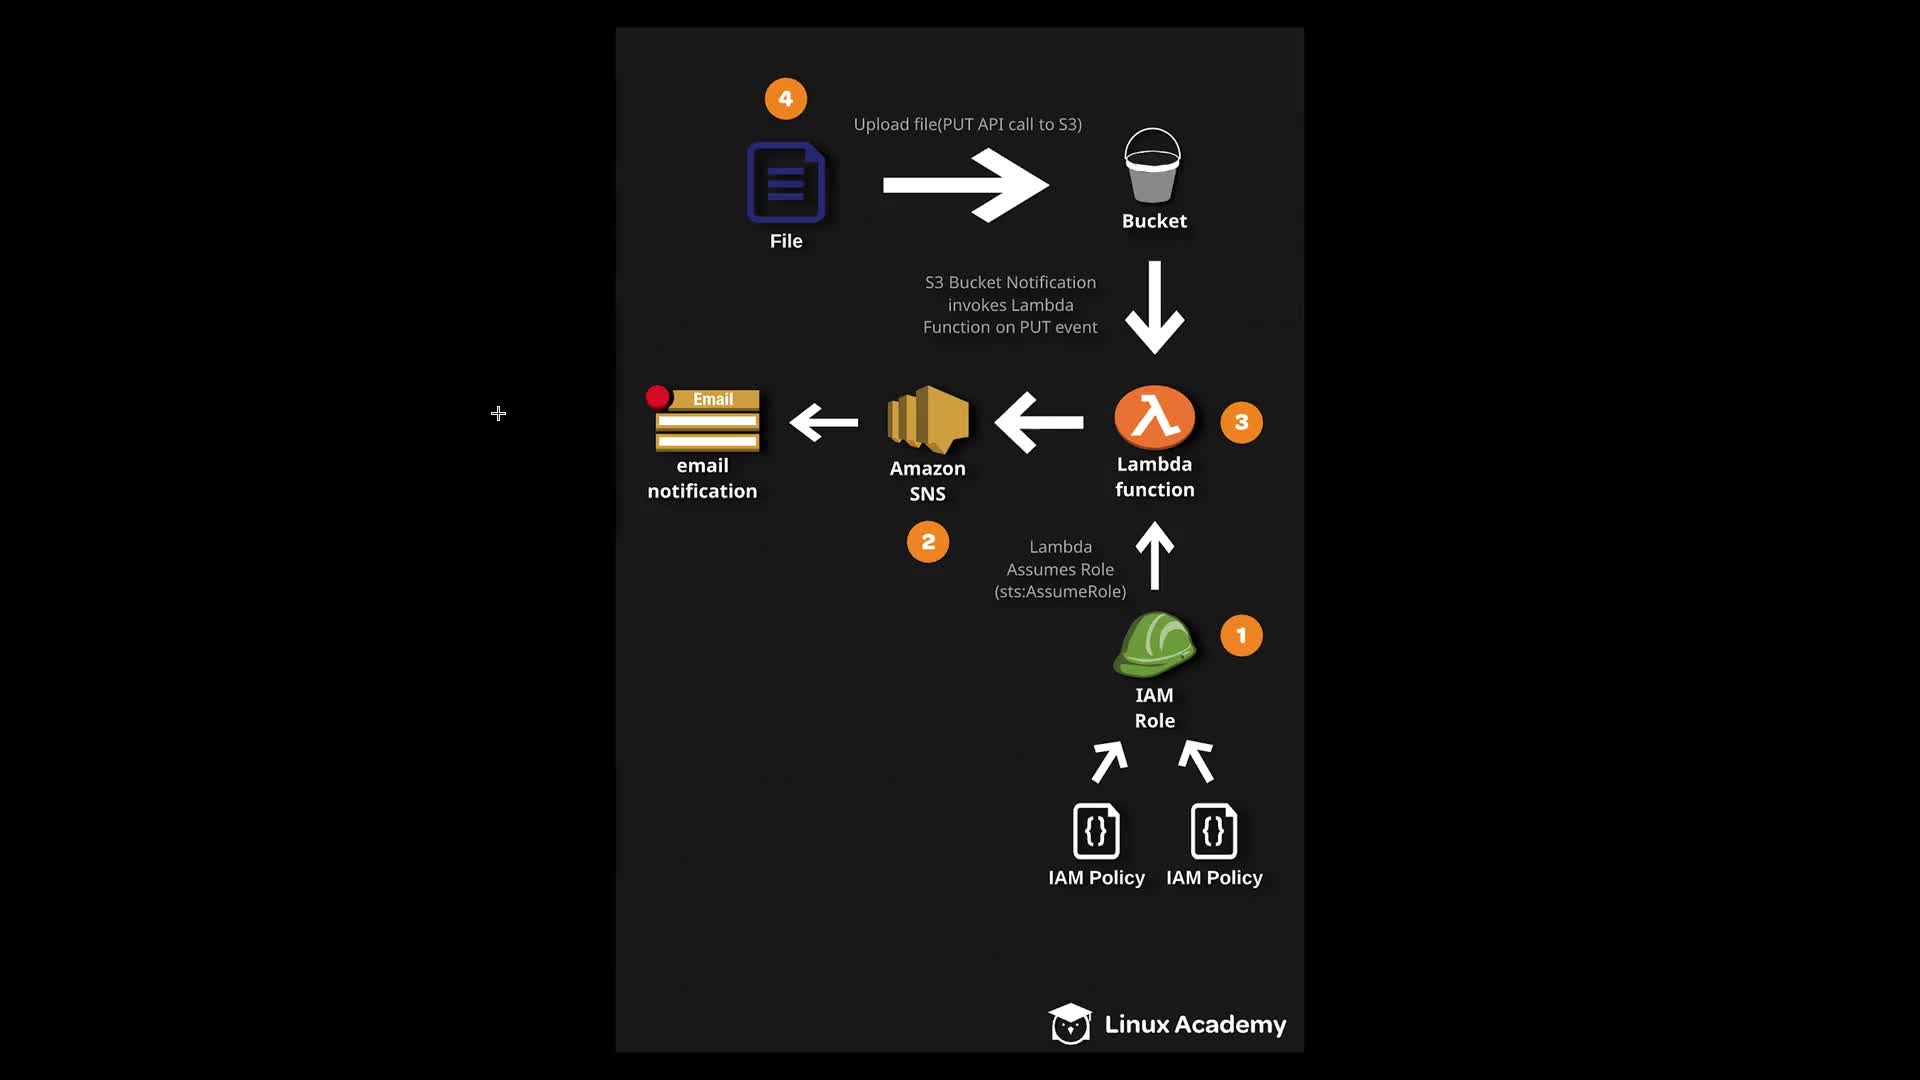 4
Upload file(PUT API call to S3)
File
Bucket
S3 Bucket Notification
invokes Lambda
Function on PUT event
Email
email
notification
Amazon
SNS
2
λ
Lambda
function
3
Lambda
Assumes Role
(sts:AssumeRole)
1
IAM
Role
{}
IAM Policy
{}
IAM Policy
Linux Academy